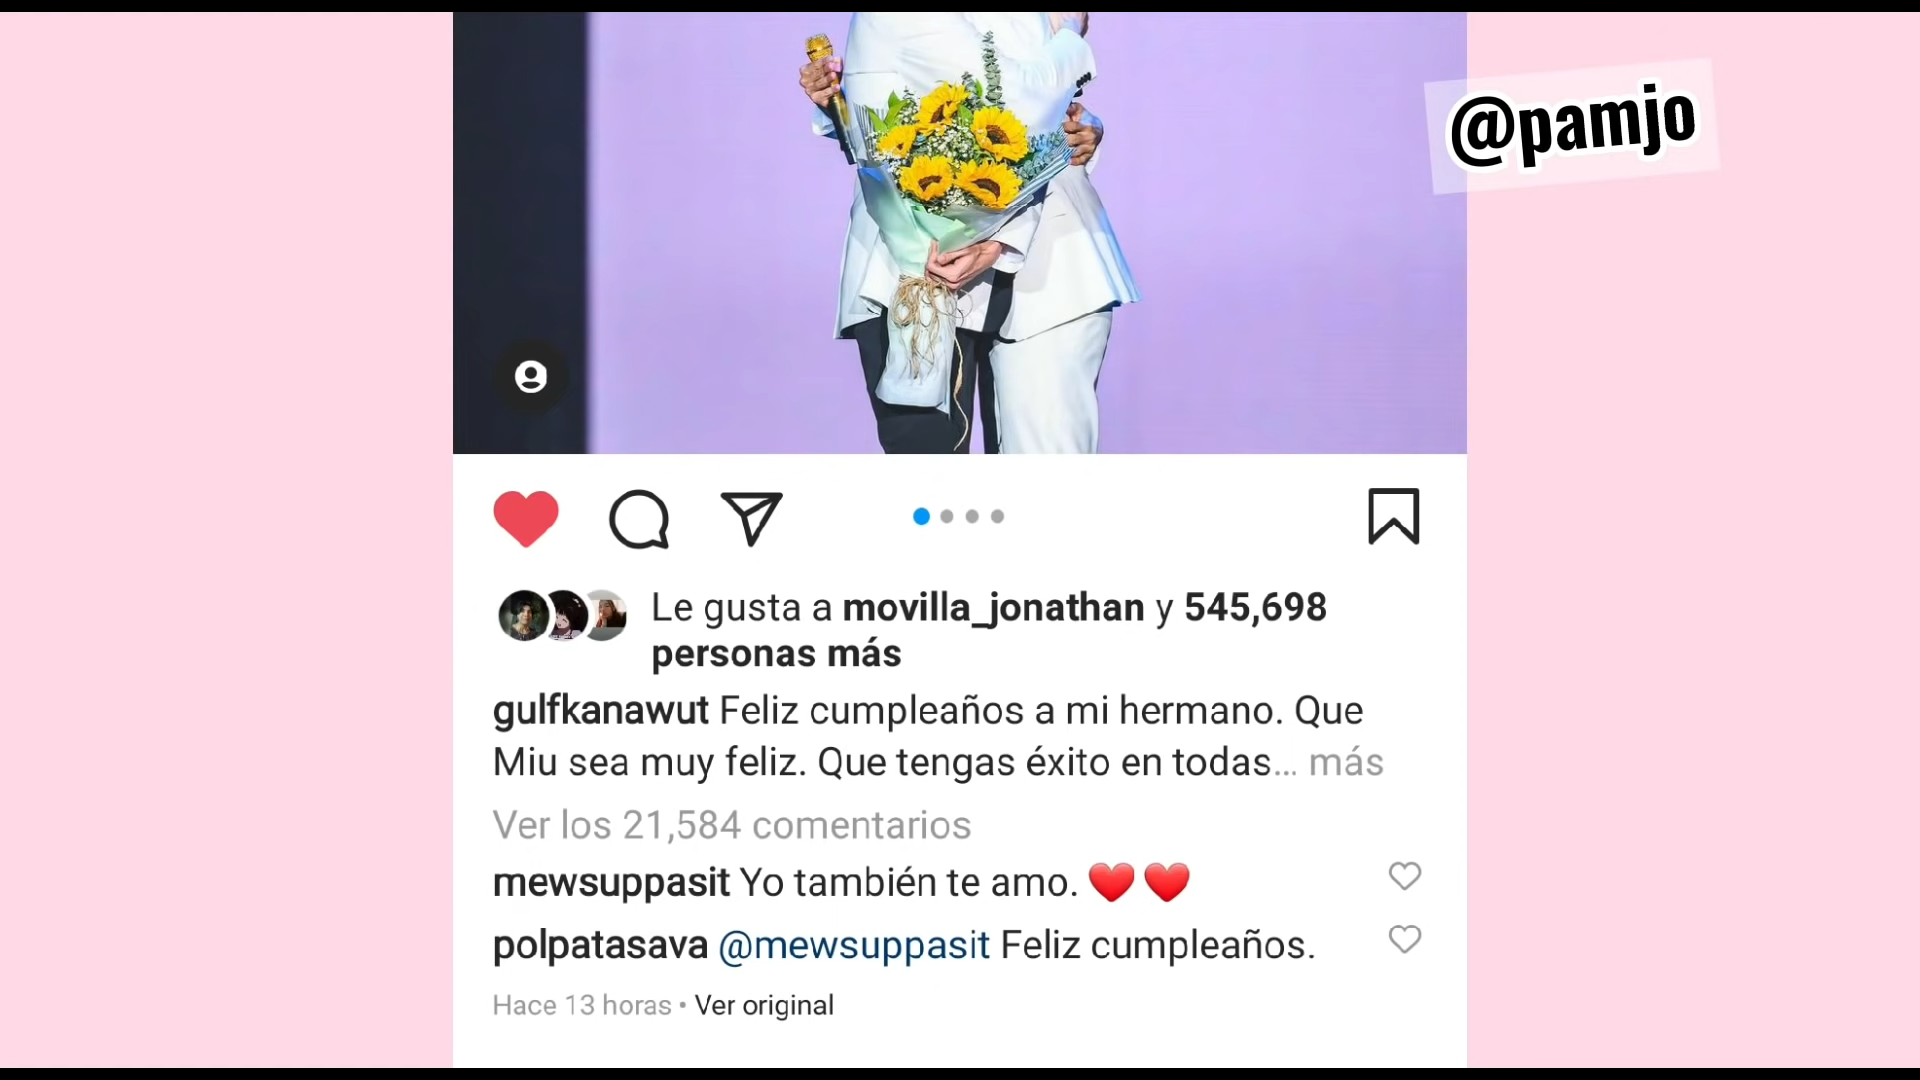 @pamjo
Le gusta a movilla_jonathan y 545,698
personas más
gulfkanawut Feliz cumpleaños a mi hermano. Que
Miu sea muy feliz. Que tengas éxito en todas... más
Ver los 21,584 comentarios
mewsuppasit Yo también te amo. ❤️❤️
polpatasava @mewsuppasit Feliz cumpleaños.
Hace 13 horas • Ver original